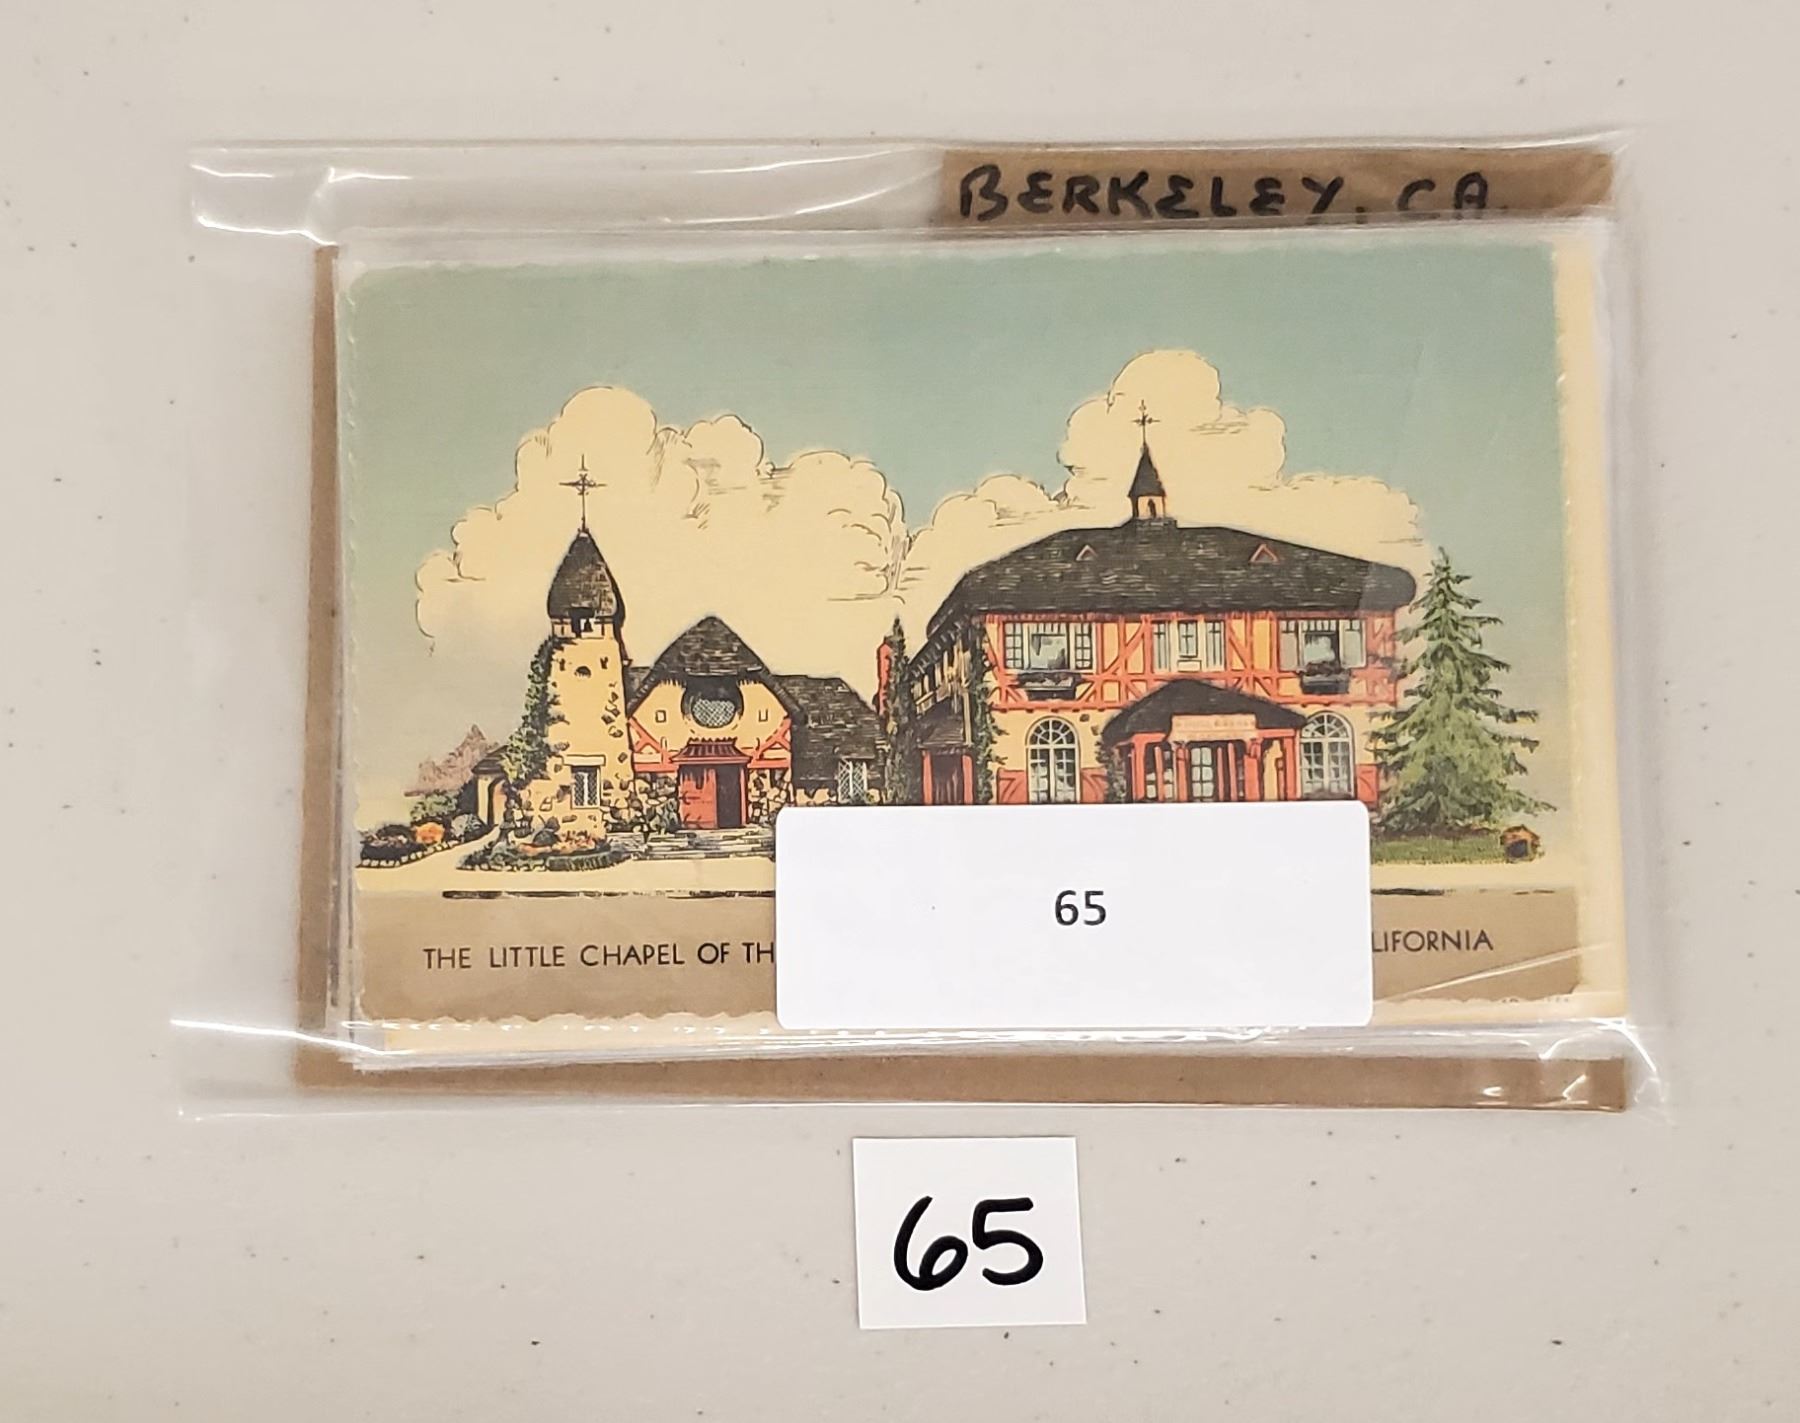 BERKELEY, CA.
THE LITTLE CHAPEL OF TH
LIFORNIA
65
65